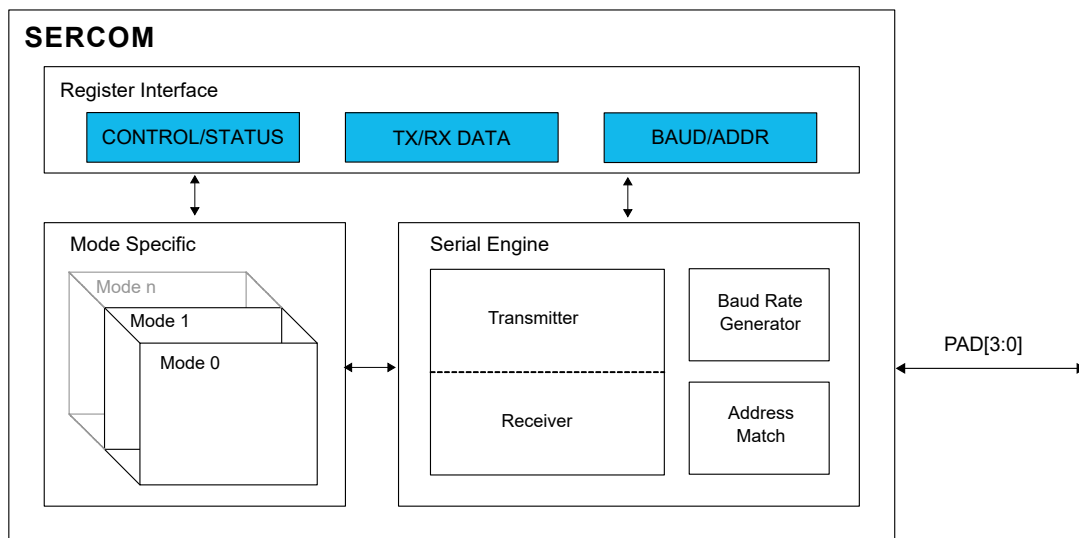 SERCOM
Register Interface
CONTROL/STATUS
TX/RX DATA
BAUD/ADDR
Mode Specific
Mode n
Mode 1
Mode 0
Serial Engine
Transmitter
Receiver
Baud Rate
Generator
Address
Match
PAD[3:0]